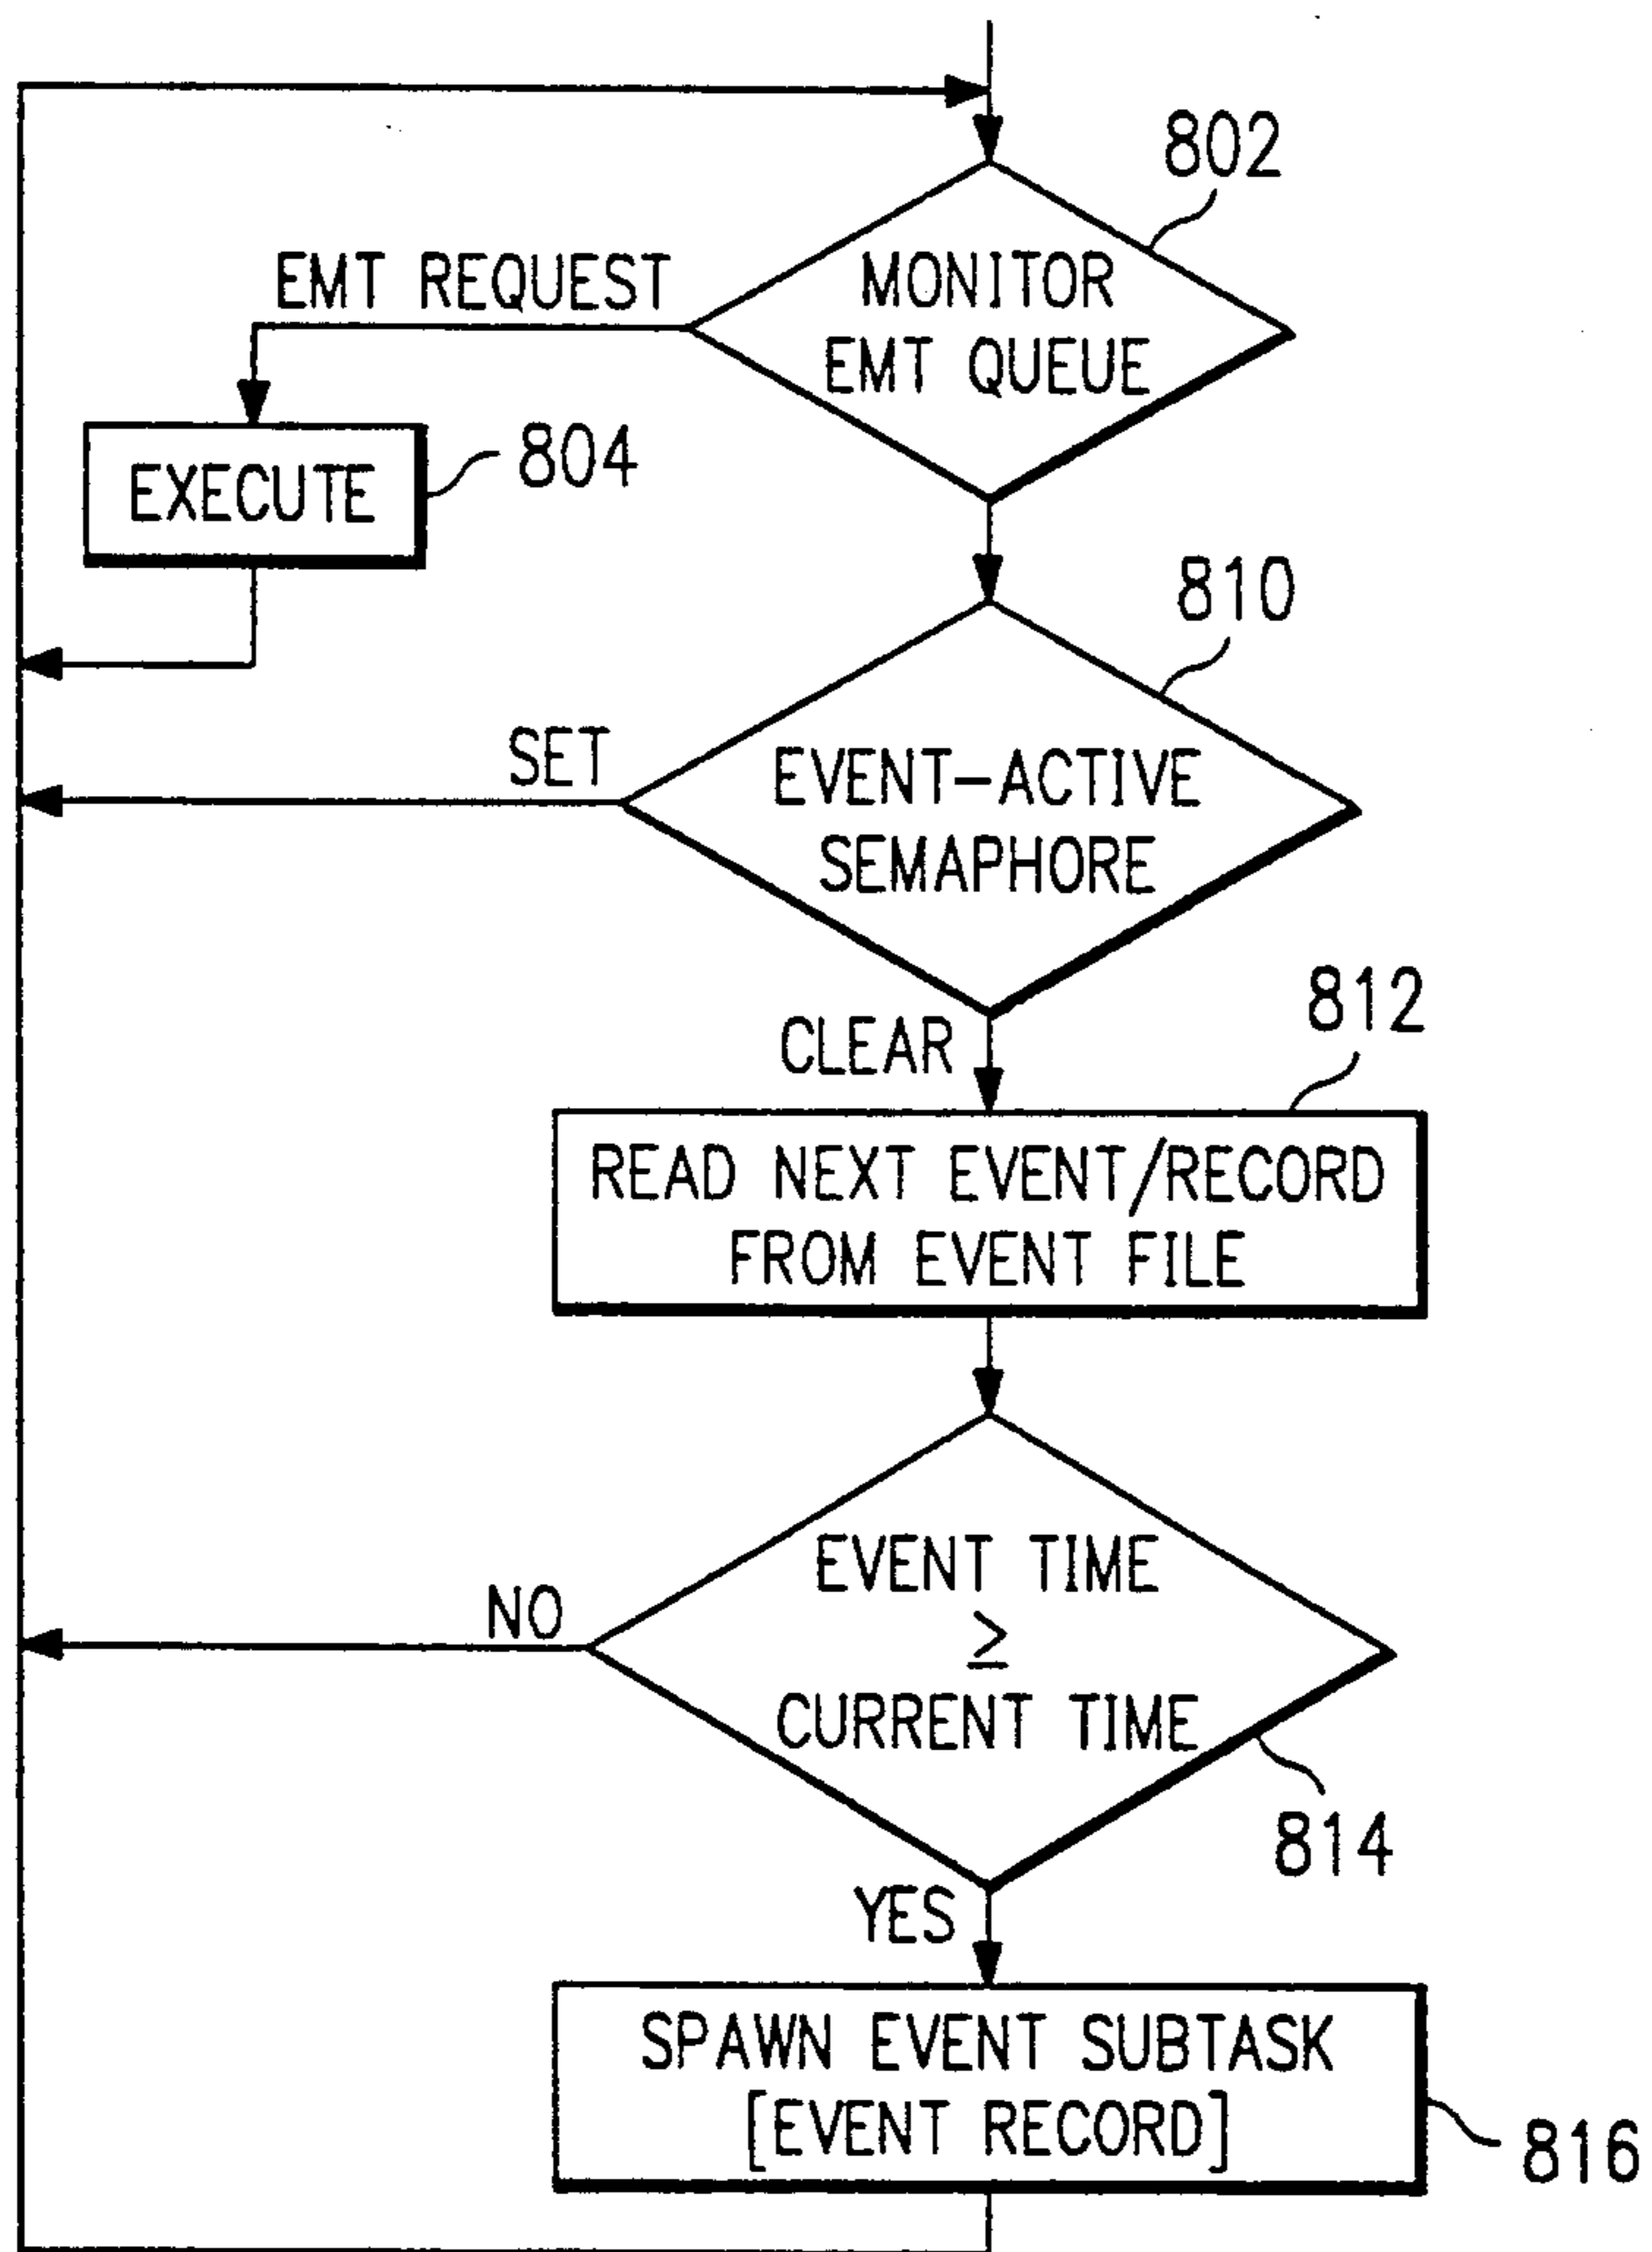 802
EMT REQUEST
MONITOR
EMT QUEUE
804
EXECUTE
810
SET
EVENT-ACTIVE
SEMAPHORE
CLEAR
812
READ NEXT EVENT/RECORD
FROM EVENT FILE
EVENT TIME
≥
CURRENT TIME
NO
814
YES
SPAWN EVENT SUBTASK
[EVENT RECORD]
816